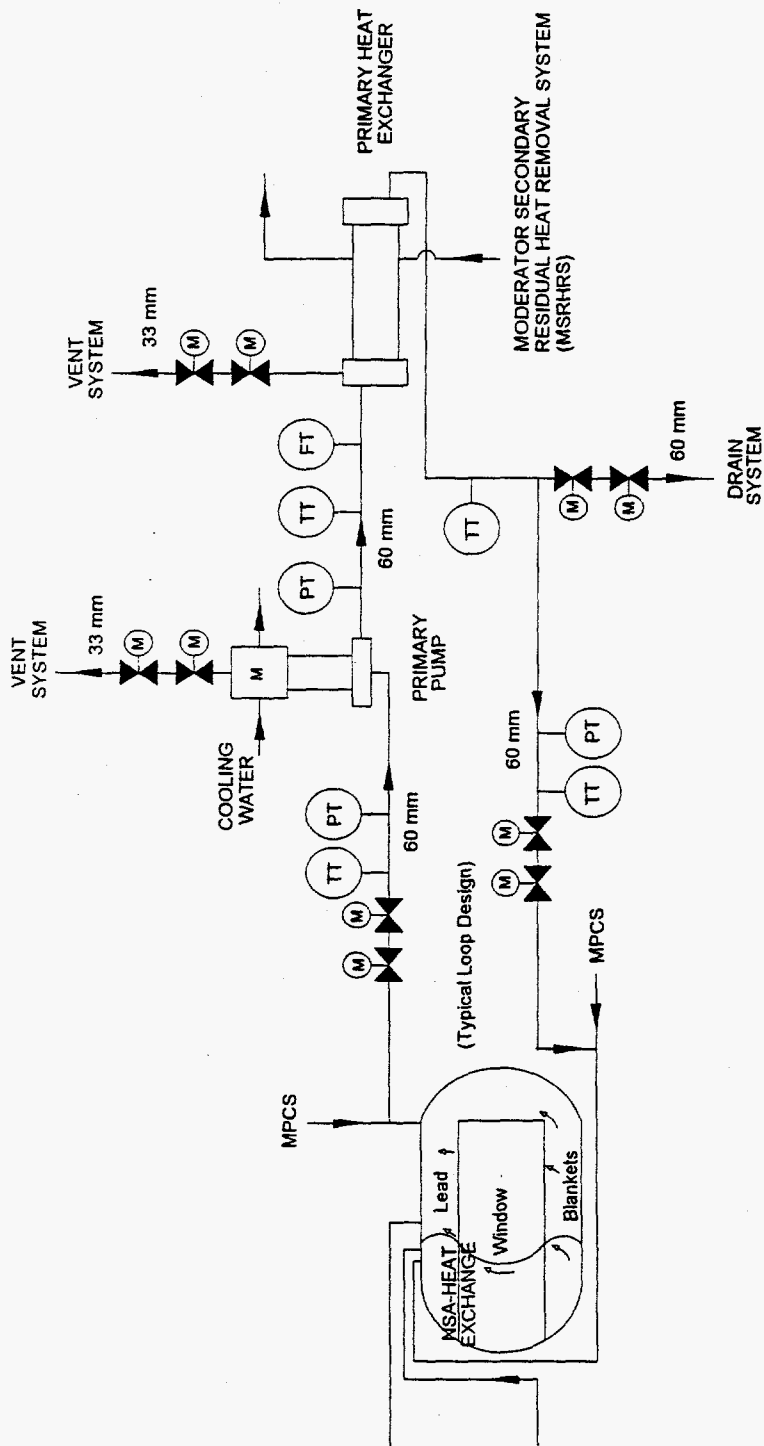 VENT
SYSTEM
33 mm
M
M
VENT
SYSTEM
33 mm
M
M
COOLING
WATER
M
PRIMARY
PUMP
PT
TT
FT
60 mm
PRIMARY HEAT
EXCHANGER
MODERATOR SECONDARY
RESIDUAL HEAT REMOVAL SYSTEM
(MSRHRS)
TT
M
M
60 mm
DRAIN
SYSTEM
MPCS
M
M
TT
PT
60 mm
(Typical Loop Design)
M
M
TT
PT
60 mm
MPCS
NSA-HEAT
EXCHANGE
Lead
Window
Blankets